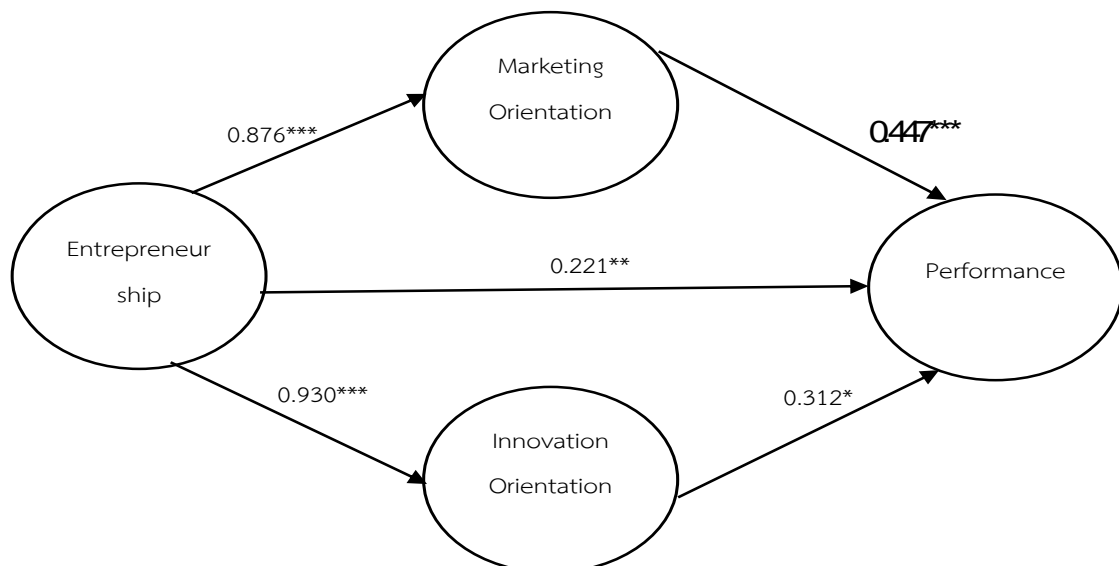 Marketing
Orientation
0.876***
0.447***
Entrepreneur
ship
0.221**
Performance
0.930***
0.312*
Innovation
Orientation